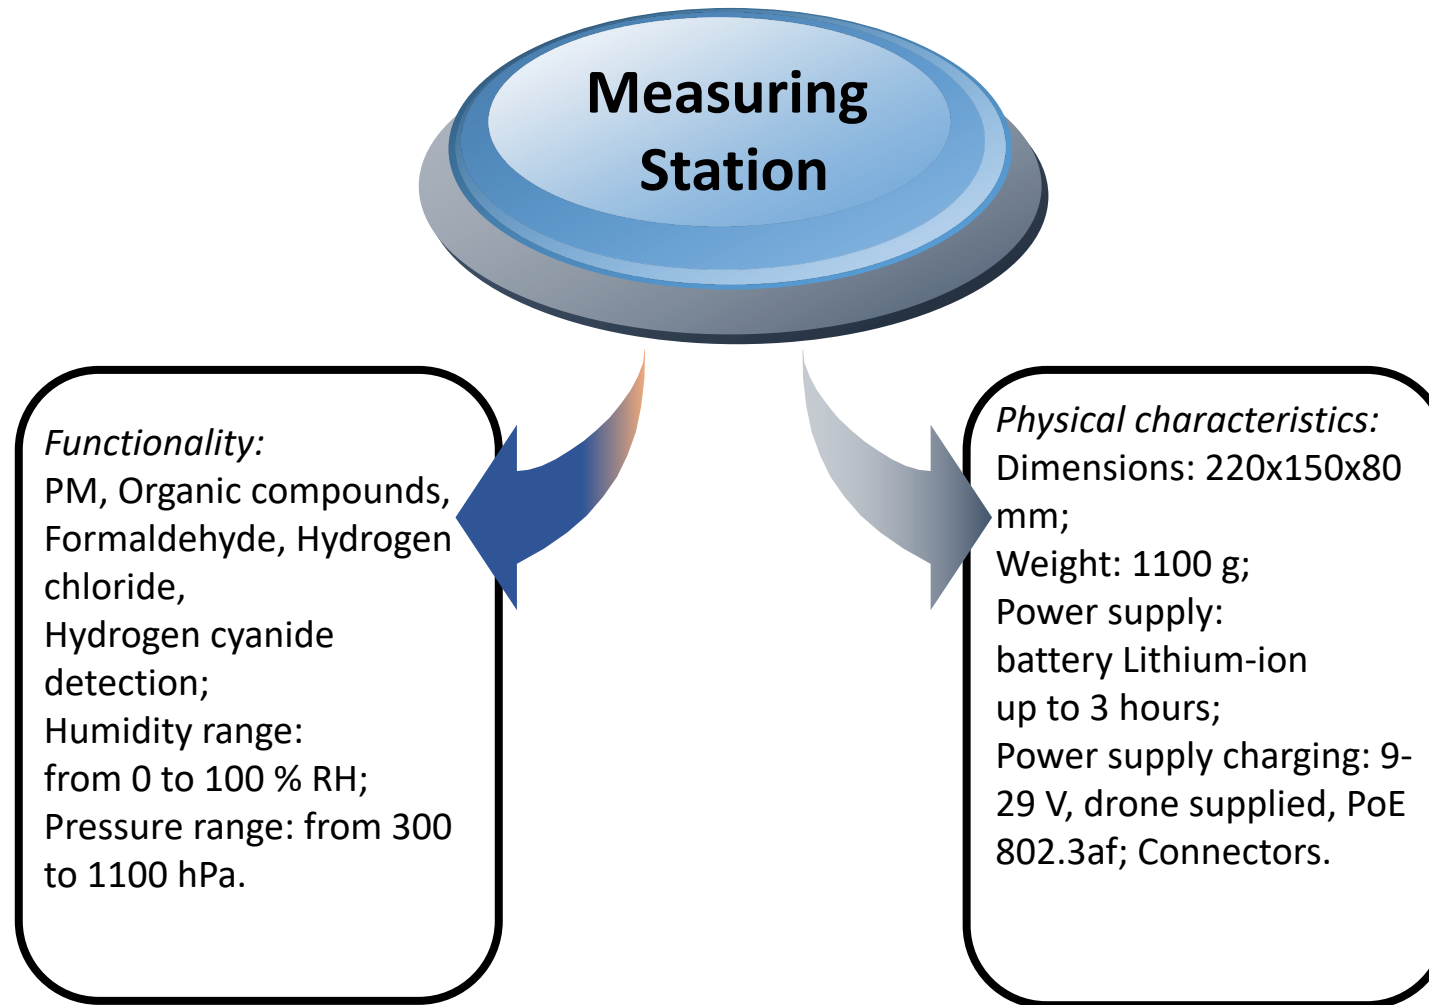 Measuring
Station
Functionality:
PM, Organic compounds,
Formaldehyde, Hydrogen
chloride,
Hydrogen cyanide
detection;
Humidity range:
from 0 to 100 % RH;
Pressure range: from 300
to 1100 hPa.
Physical characteristics:
Dimensions: 220x150x80
mm;
Weight: 1100 g;
Power supply:
battery Lithium-ion
up to 3 hours;
Power supply charging: 9-
29 V, drone supplied, PoE
802.3af; Connectors.